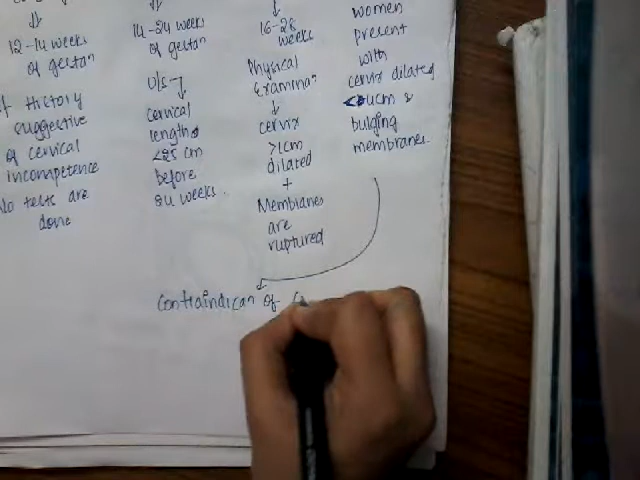 12-14 weeks
of gestan
If History
suggestive
of cervical
incompetence
No tests are
done
14-24 weeks
of gestan
U/S
cervical
length
<25 cm
before
24 weeks.
16-28
weeks
Physical
Examinan
cervix
>1cm
dilated
+
Membranes
are
ruptured
women
present
with
cervix dilated
<4cm &
bulging
membranes.
Contraindican of